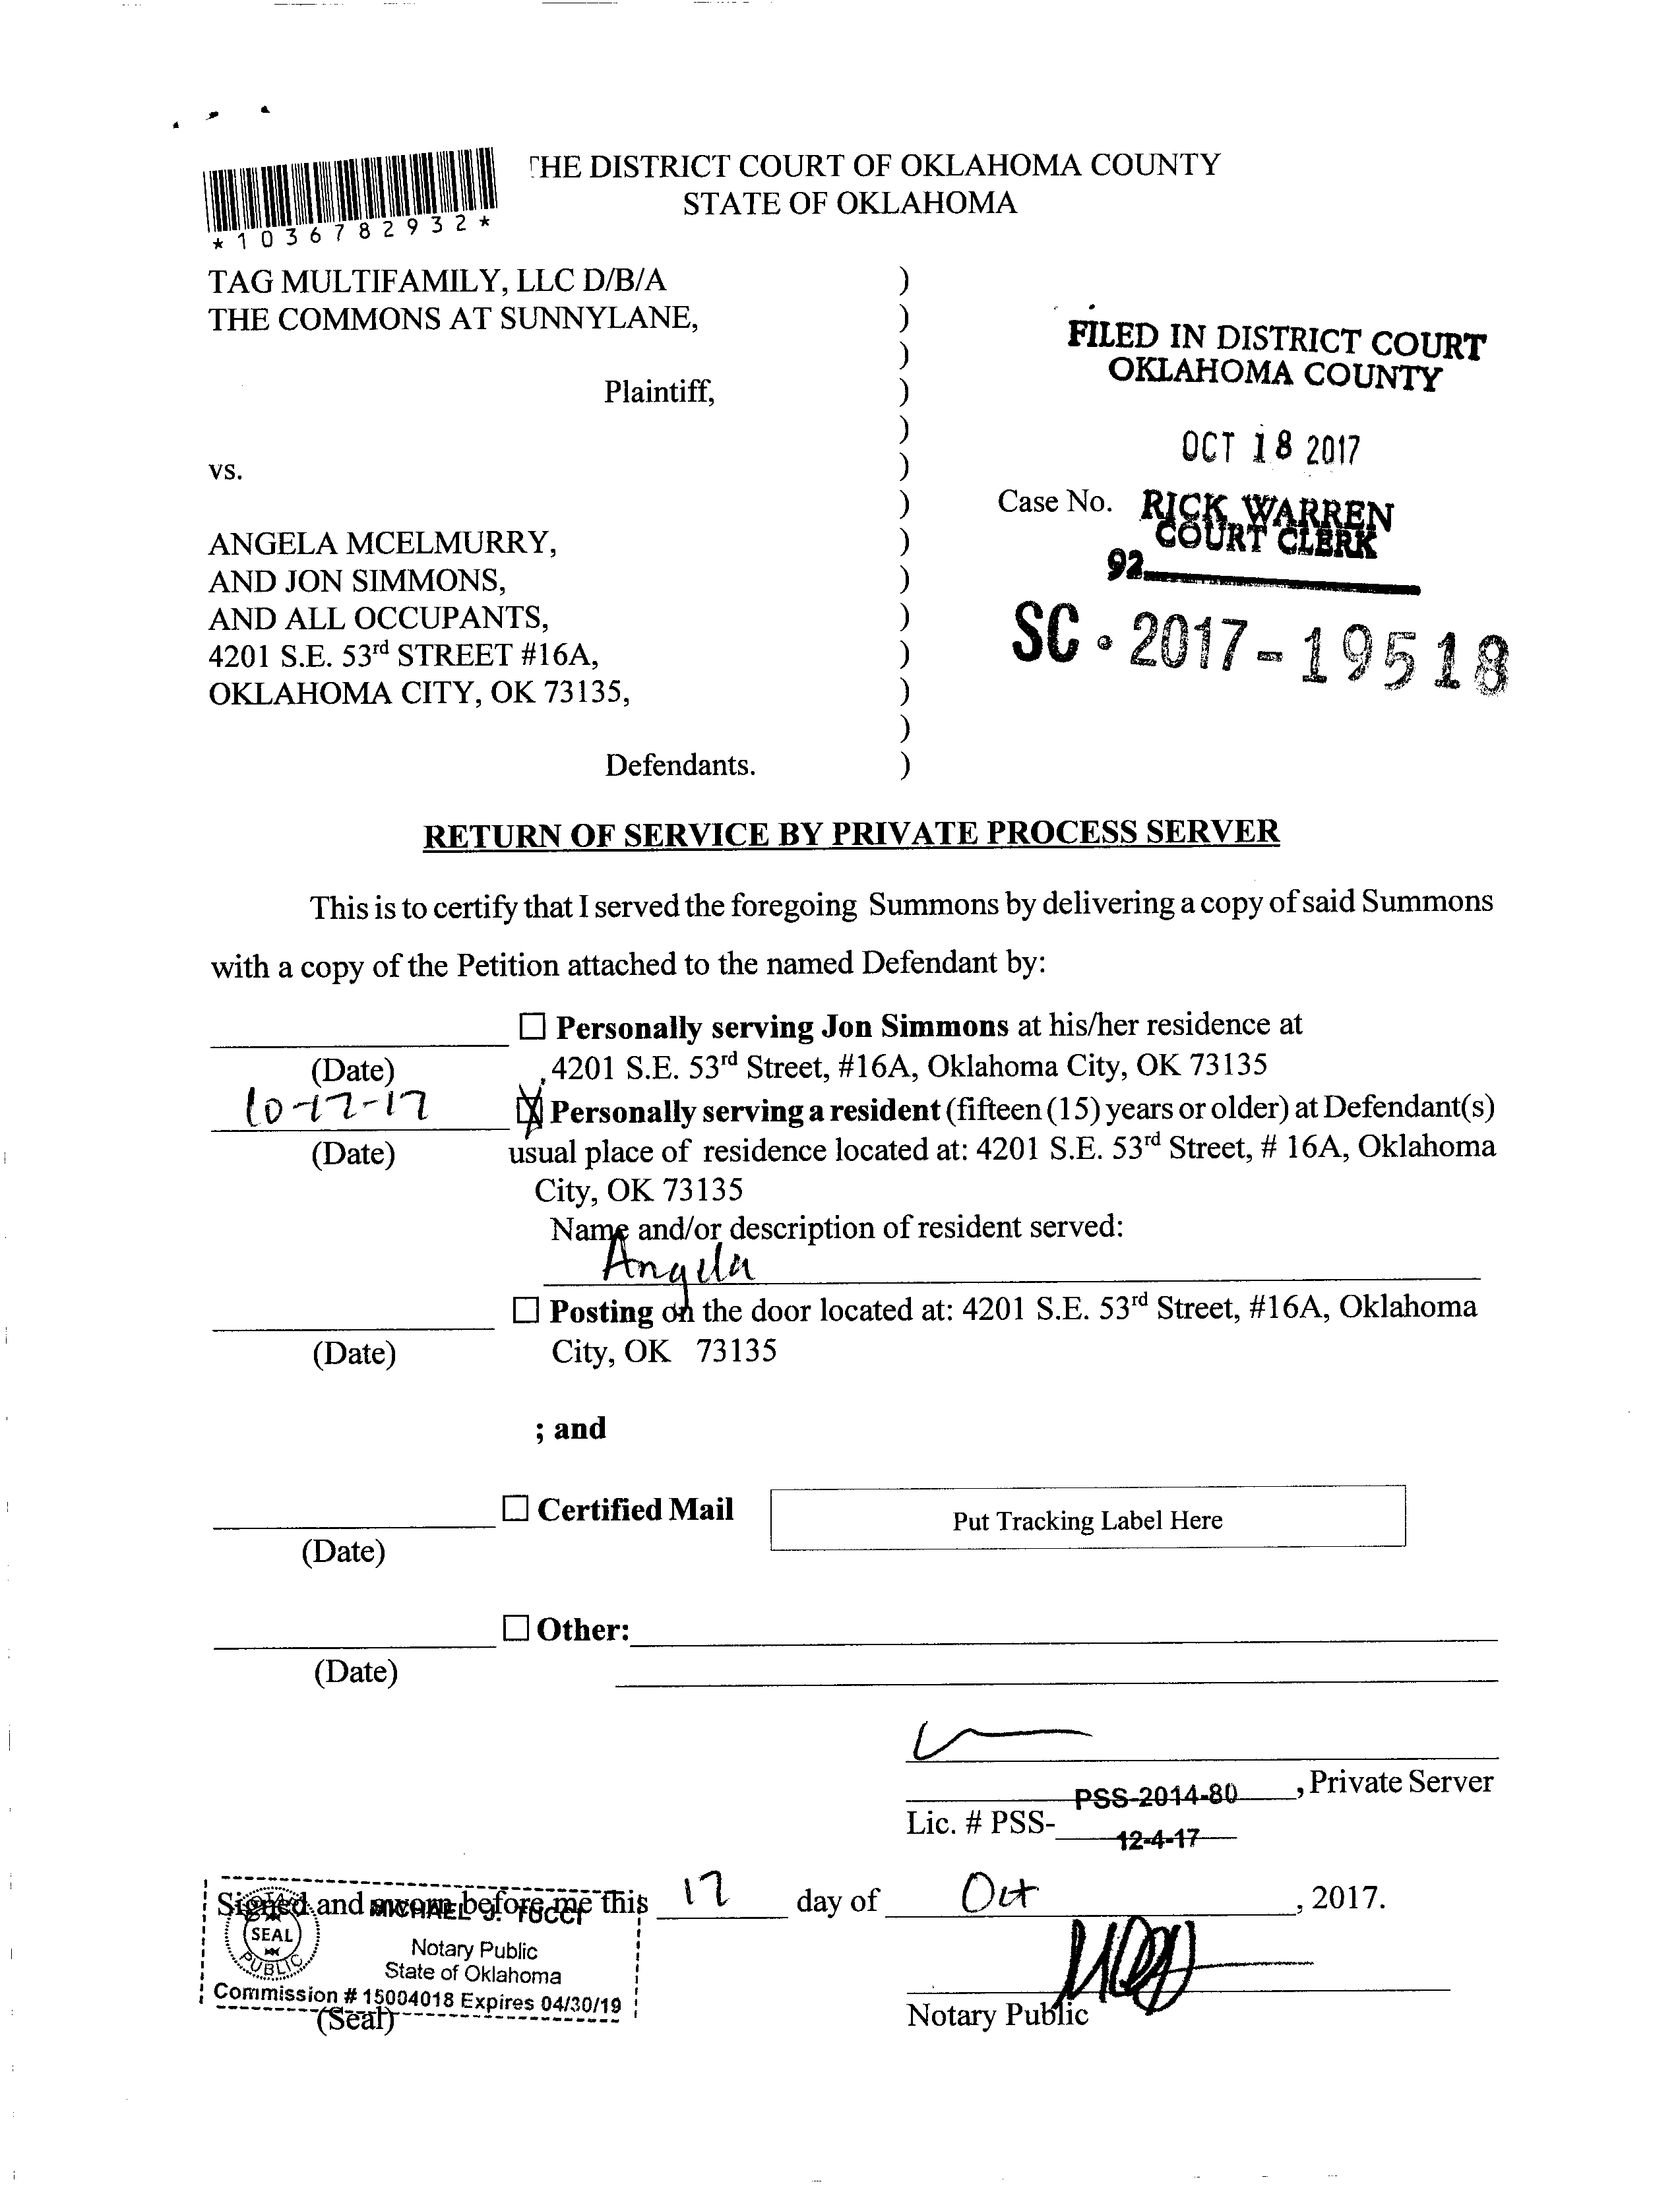 THE DISTRICT COURT OF OKLAHOMA COUNTY
STATE OF OKLAHOMA
*1036782932*
TAG MULTIFAMILY, LLC D/B/A )
THE COMMONS AT SUNNYLANE, )
)
Plaintiff, )
)
vs. )
)
ANGELA MCELMURRY, )
AND JON SIMMONS, )
AND ALL OCCUPANTS, )
4201 S.E. 53rd STREET #16A, )
OKLAHOMA CITY, OK 73135, )
)
Defendants. )
FILED IN DISTRICT COURT
OKLAHOMA COUNTY
OCT 18 2017
Case No. RICK WARREN
COURT CLERK
92
SC - 2017-19518
RETURN OF SERVICE BY PRIVATE PROCESS SERVER
This is to certify that I served the foregoing Summons by delivering a copy of said Summons
with a copy of the Petition attached to the named Defendant by:
☐ Personally serving Jon Simmons at his/her residence at
(Date) 4201 S.E. 53rd Street, #16A, Oklahoma City, OK 73135
10-17-17 ☒ Personally serving a resident (fifteen (15) years or older) at Defendant(s)
(Date) usual place of residence located at: 4201 S.E. 53rd Street, # 16A, Oklahoma
City, OK 73135
Name and/or description of resident served:
Angela
☐ Posting on the door located at: 4201 S.E. 53rd Street, #16A, Oklahoma
(Date) City, OK 73135
; and
☐ Certified Mail Put Tracking Label Here
(Date)
☐ Other:
(Date)
PSS-2014-80, Private Server
Lic. # PSS- 12-4-17
Signed and sworn before me this 17 day of Oct, 2017.
MICHAEL J. TUCCI
NOTARY
SEAL
PUBLIC
Notary Public
State of Oklahoma
Commission # 15004018 Expires 04/30/19
(Seal)
Notary Public